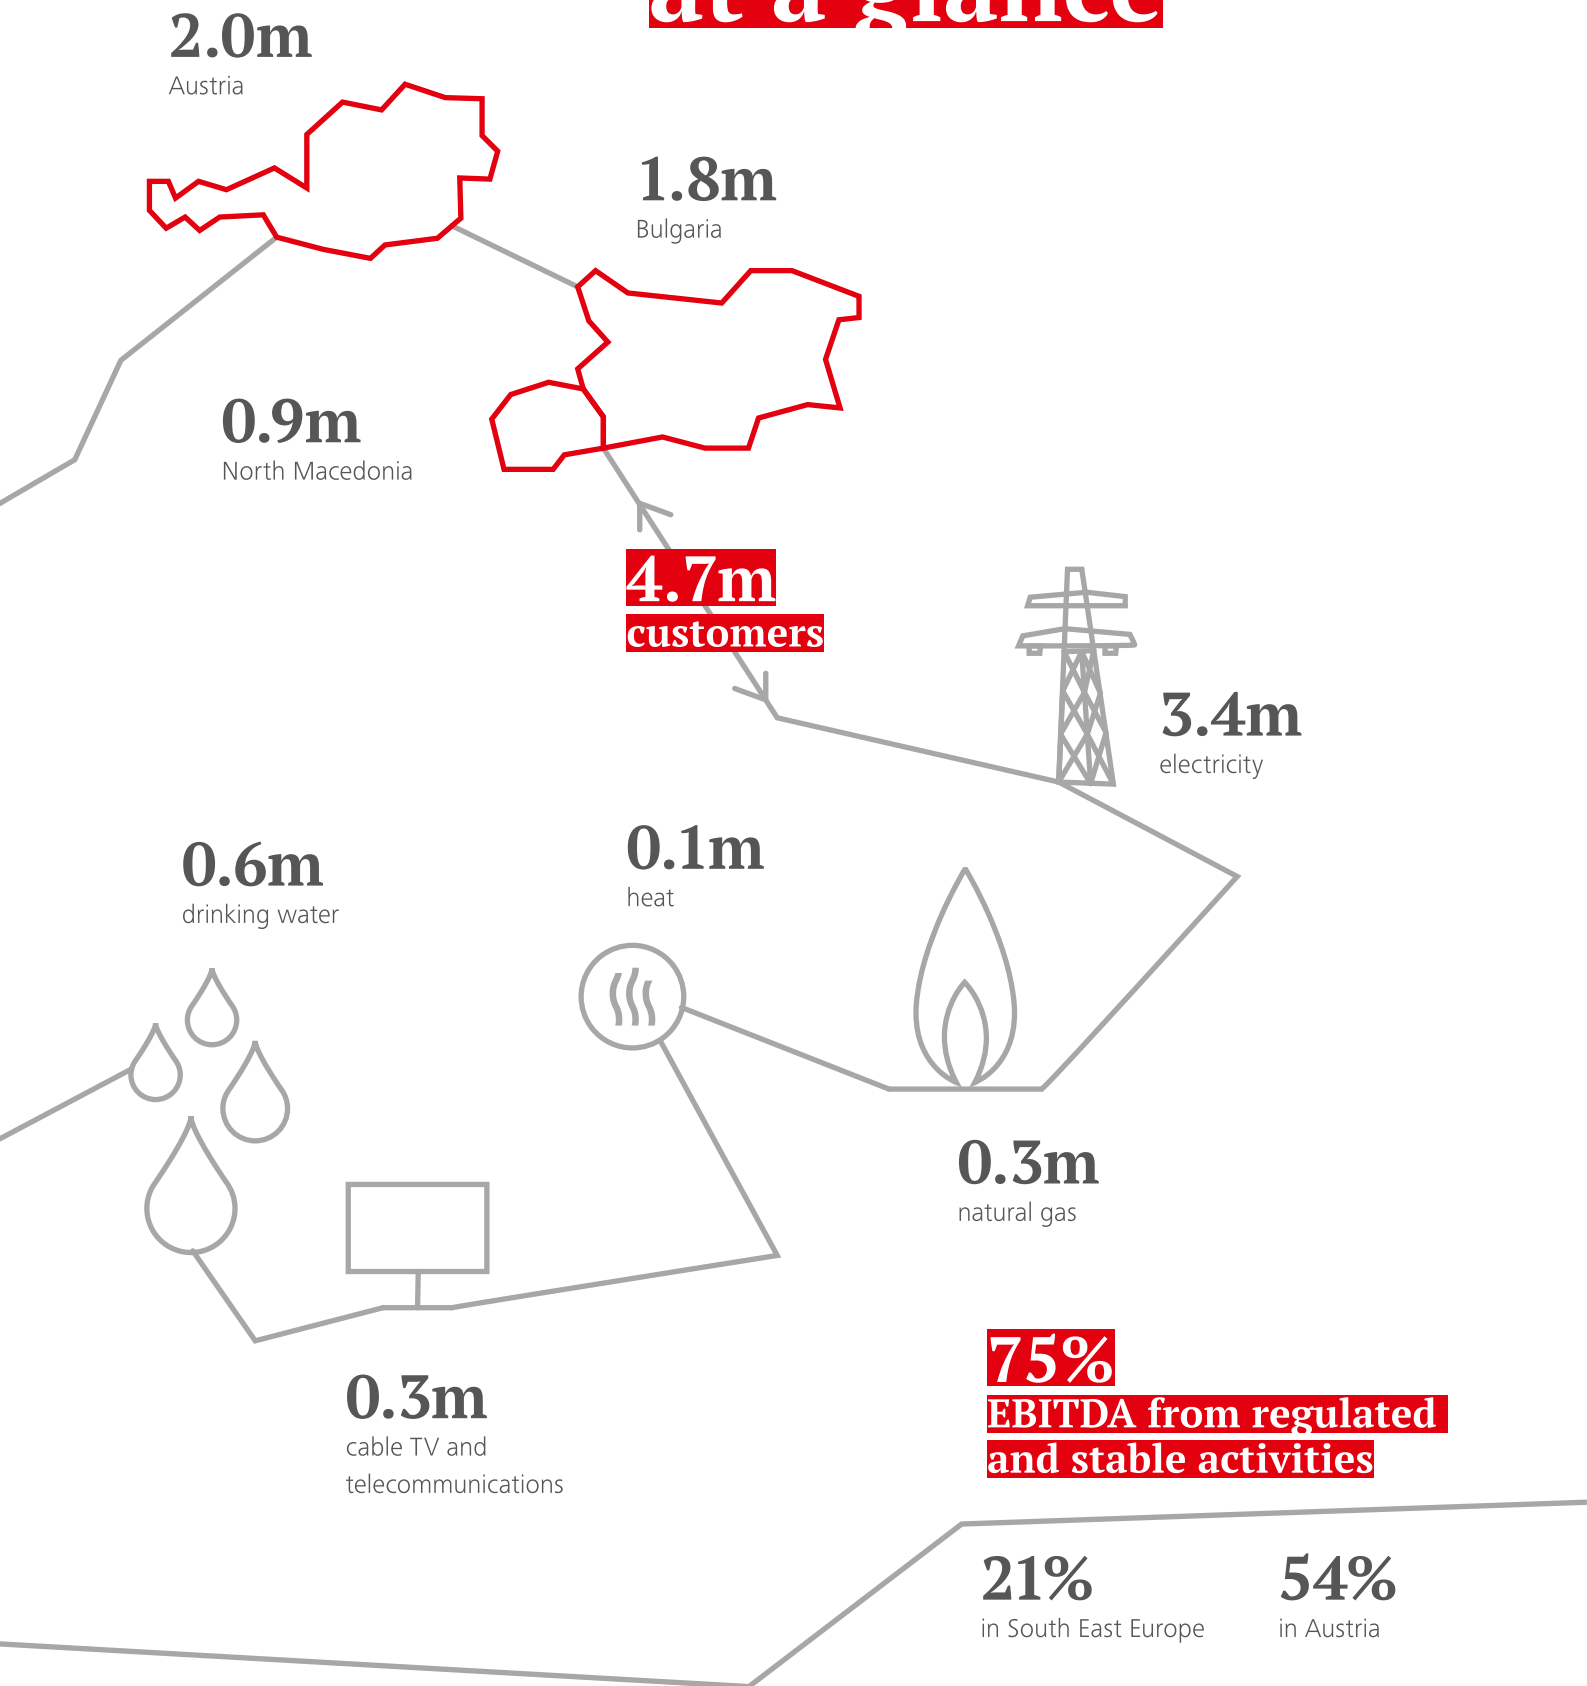 at a glance
2.0m
Austria
1.8m
Bulgaria
0.9m
North Macedonia
4.7m
customers
3.4m
electricity
0.1m
heat
0.6m
drinking water
0.3m
natural gas
0.3m
cable TV and
telecommunications
75%
EBITDA from regulated
and stable activities
21%
in South East Europe
54%
in Austria